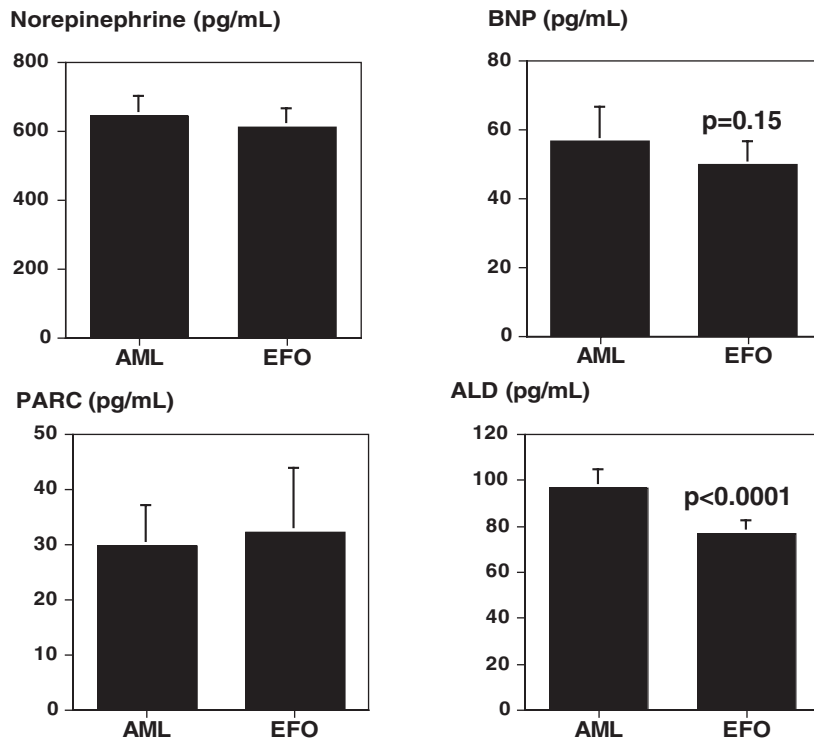 Norepinephrine (pg/mL)
800
600
400
200
0
AML EFO
BNP (pg/mL)
80
60
40
20
0
p=0.15
AML EFO
PARC (pg/mL)
50
40
30
20
10
0
AML EFO
ALD (pg/mL)
120
100
80
60
40
20
0
p<0.0001
AML EFO